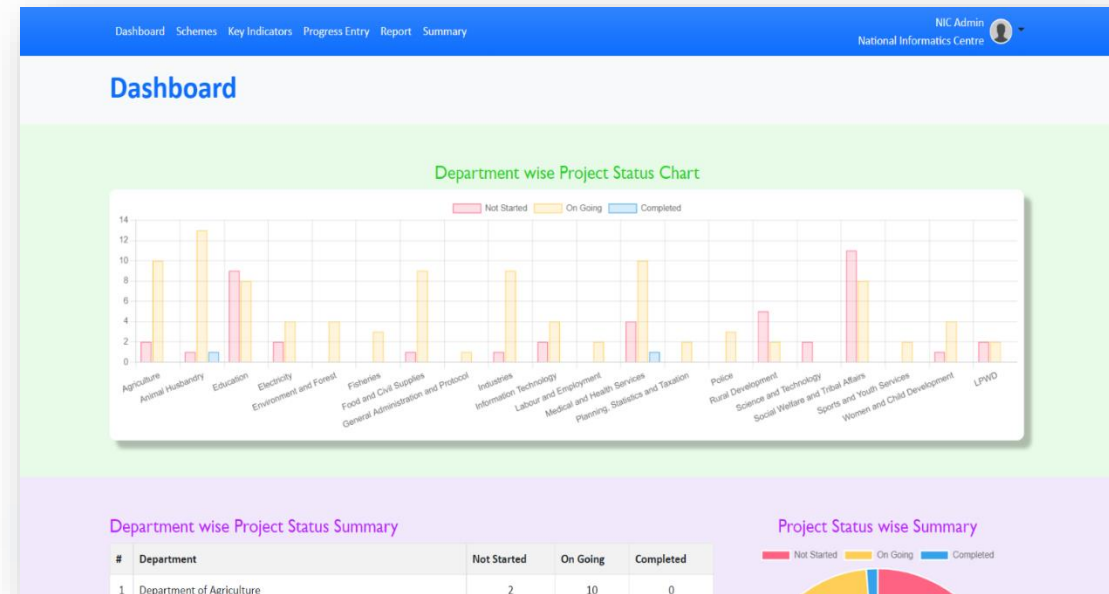 Dashboard Schemes Key Indicators Progress Entry Report Summary
NIC Admin
National Informatics Centre
Dashboard
Department wise Project Status Chart
Not Started On Going Completed
14
12
10
8
6
4
2
0
Agriculture
Animal Husbandry
Education
Electricity
Environment and Forest
Fisheries
Food and Civil Supplies
General Administration and Protocol
Industries
Information Technology
Labour and Employment
Medical and Health Services
Planning, Statistics and Taxation
Police
Rural Development
Science and Technology
Social Welfare and Tribal Affairs
Sports and Youth Services
Women and Child Development
LPWD
Department wise Project Status Summary
# Department Not Started On Going Completed
1 Department of Agriculture 2 10 0
Project Status wise Summary
Not Started On Going Completed